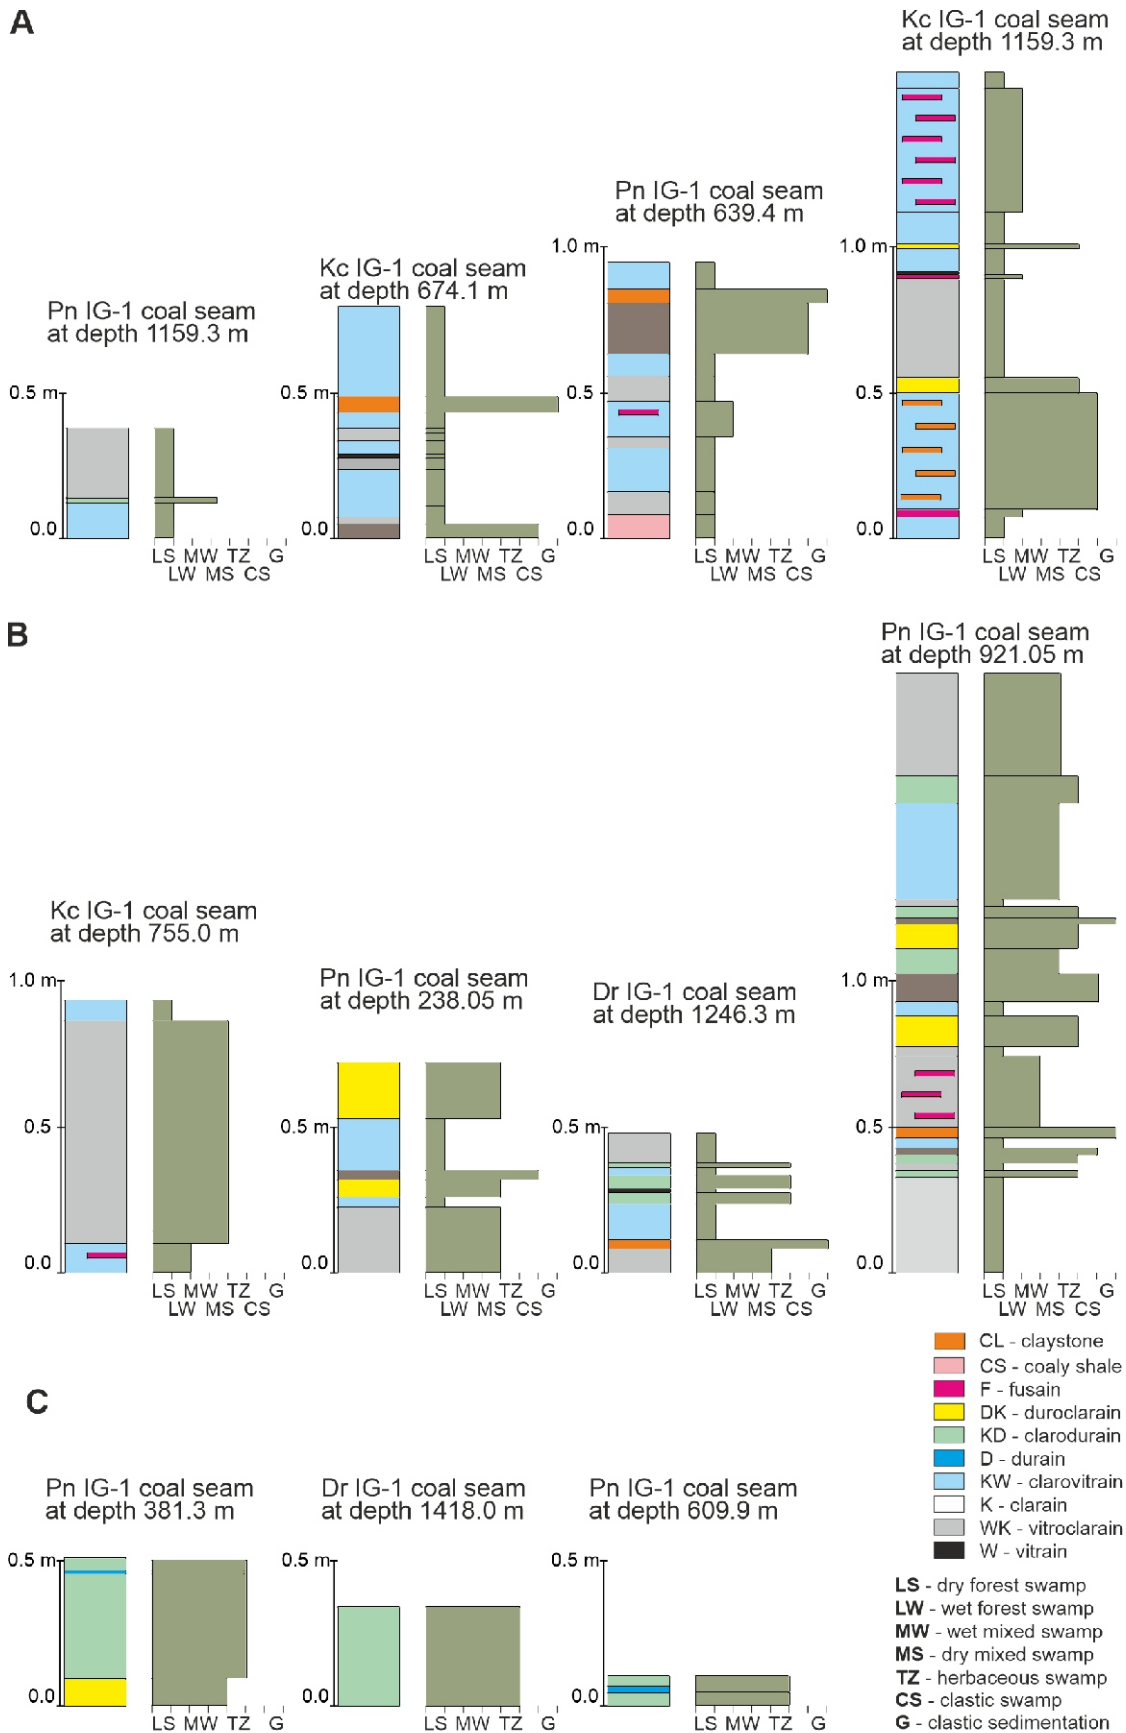 A
Kc IG-1 coal seam
at depth 1159.3 m
Pn IG-1 coal seam
at depth 639.4 m
1.0 m
1.0 m
Kc IG-1 coal seam
at depth 674.1 m
Pn IG-1 coal seam
at depth 1159.3 m
0.5 m
0.5 m
0.5
0.5
0.0
0.0
0.0
0.0
LS MW TZ G
LW MS CS
LS MW TZ G
LW MS CS
LS MW TZ G
LW MS CS
LS MW TZ G
LW MS CS
B
Pn IG-1 coal seam
at depth 921.05 m
Kc IG-1 coal seam
at depth 755.0 m
Pn IG-1 coal seam
at depth 238.05 m
Dr IG-1 coal seam
at depth 1246.3 m
1.0 m
1.0 m
0.5
0.5 m
0.5 m
0.5
0.0
0.0
0.0
0.0
LS MW TZ G
LW MS CS
LS MW TZ G
LW MS CS
LS MW TZ G
LW MS CS
LS MW TZ G
LW MS CS
CL - claystone
CS - coaly shale
F - fusain
DK - duroclarain
KD - clarodurain
D - durain
KW - clarovitrain
K - clarain
WK - vitroclarain
W - vitrain
LS - dry forest swamp
LW - wet forest swamp
MW - wet mixed swamp
MS - dry mixed swamp
TZ - herbaceous swamp
CS - clastic swamp
G - clastic sedimentation
C
Pn IG-1 coal seam
at depth 381.3 m
Dr IG-1 coal seam
at depth 1418.0 m
Pn IG-1 coal seam
at depth 609.9 m
0.5 m
0.5 m
0.5 m
0.0
0.0
0.0
LS MW TZ G
LS MW TZ G
LS MW TZ G